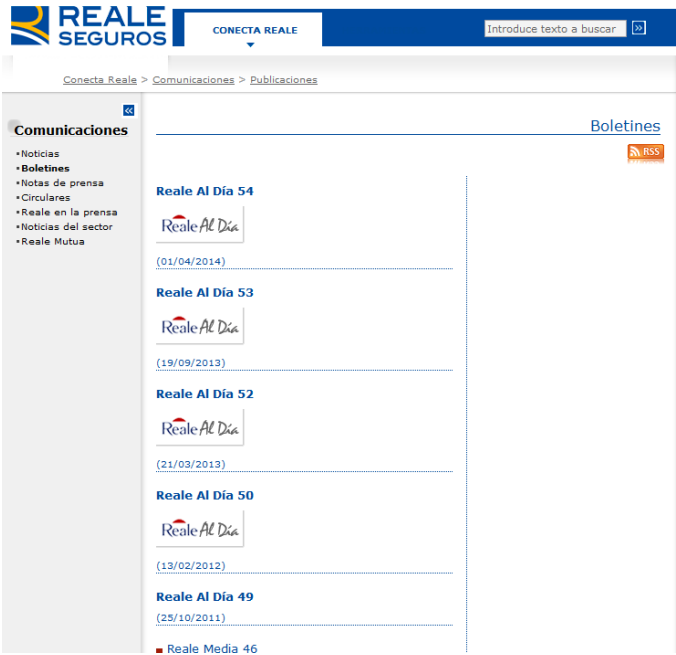 REALE
SEGUROS
CONECTA REALE
Introduce texto a buscar
Conecta Reale > Comunicaciones > Publicaciones
Comunicaciones
Noticias
Boletines
Notas de prensa
Circulares
Reale en la prensa
Noticias del sector
Reale Mutua
Boletines
RSS
Reale Al Día 54
Reale Al Día
(01/04/2014)
Reale Al Día 53
Reale Al Día
(19/09/2013)
Reale Al Día 52
Reale Al Día
(21/03/2013)
Reale Al Día 50
Reale Al Día
(13/02/2012)
Reale Al Día 49
(25/10/2011)
Reale Media 46